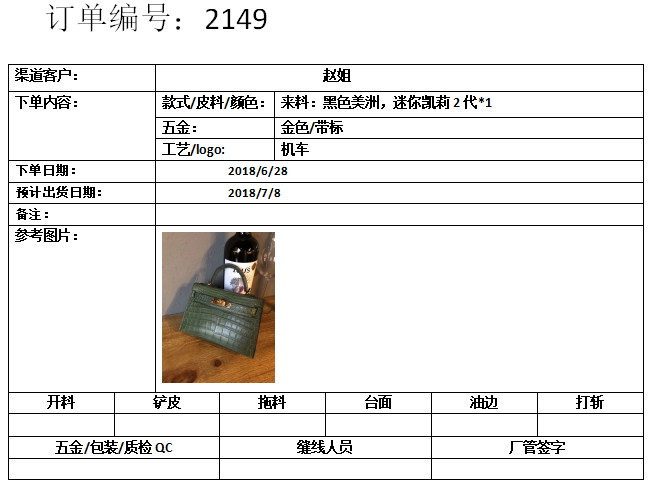 订单编号：2149
渠道客户： 赵姐
下单内容： 款式/皮料/颜色： 来料：黑色美洲，迷你凯莉2代*1
五金： 金色/带标
工艺/logo: 机车
下单日期： 2018/6/28
预计出货日期： 2018/7/8
备注：
参考图片：
开料 铲皮 拖料 台面 油边 打斩
五金/包装/质检 QC 缝线人员 厂管签字